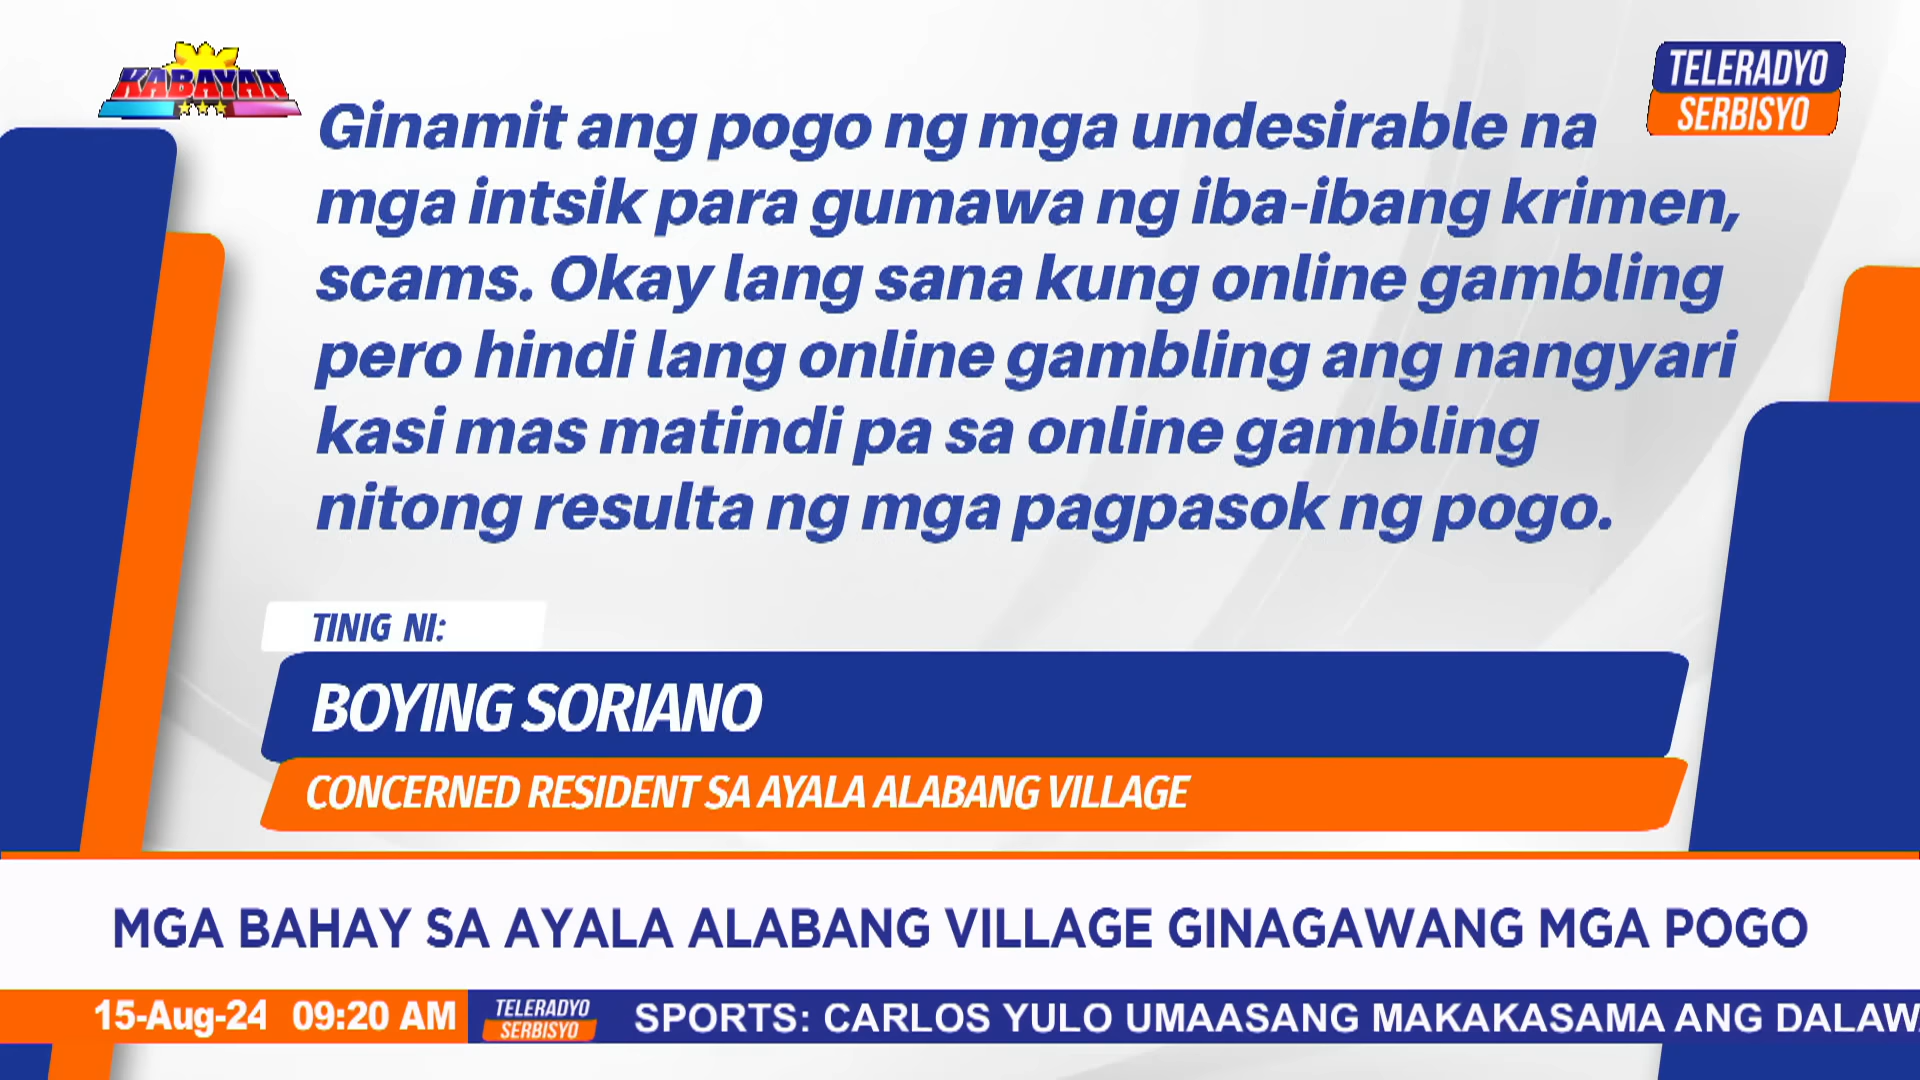 KABAYAN
TELERADYO
SERBISYO
Ginamit ang pogo ng mga undesirable na
mga intsik para gumawa ng iba-ibang krimen,
scams. Okay lang sana kung online gambling
pero hindi lang online gambling ang nangyari
kasi mas matindi pa sa online gambling
nitong resulta ng mga pagpasok ng pogo.
TINIG NI:
BOYING SORIANO
CONCERNED RESIDENT SA AYALA ALABANG VILLAGE
MGA BAHAY SA AYALA ALABANG VILLAGE GINAGAWANG MGA POGO
15-Aug-24 09:20 AM
TELERADYO
SERBISYO
SPORTS: CARLOS YULO UMAASANG MAKAKASAMA ANG DALAW